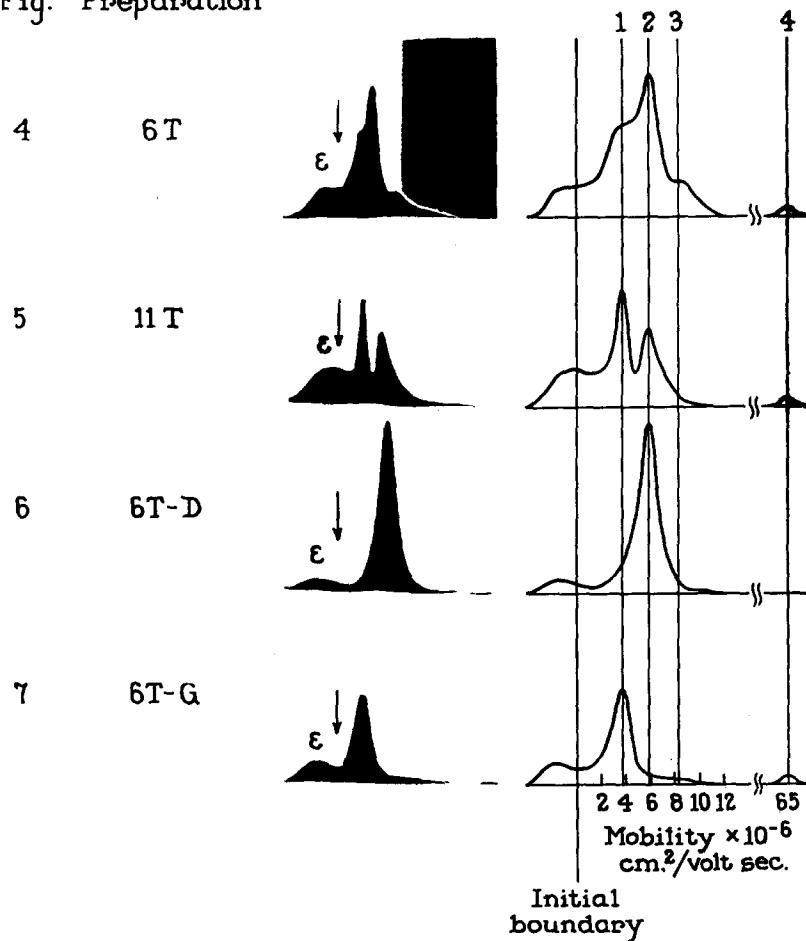 Fig. Preparation
1 2 3 4
4 6T ε
5 11T ε
6 6T-D ε
7 6T-G ε
2 4 6 8 10 12 65
Mobility ×10⁻⁶
cm.²/volt sec.
Initial
boundary